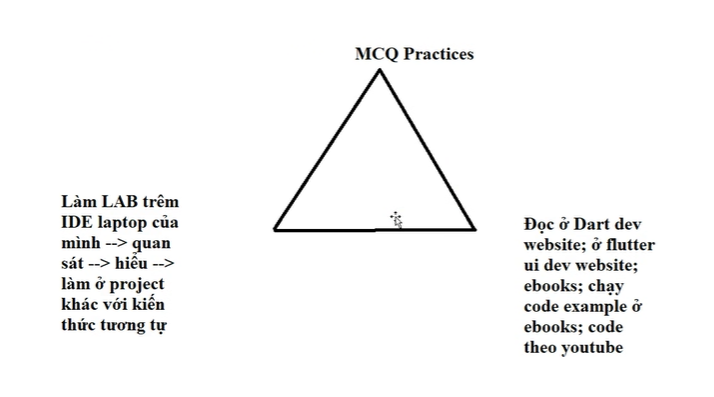 MCQ Practices
Làm LAB trêm
IDE laptop của
mình --> quan
sát --> hiểu -->
làm ở project
khác với kiến
thức tương tự
Đọc ở Dart dev
website; ở flutter
ui dev website;
ebooks; chạy
code example ở
ebooks; code
theo youtube